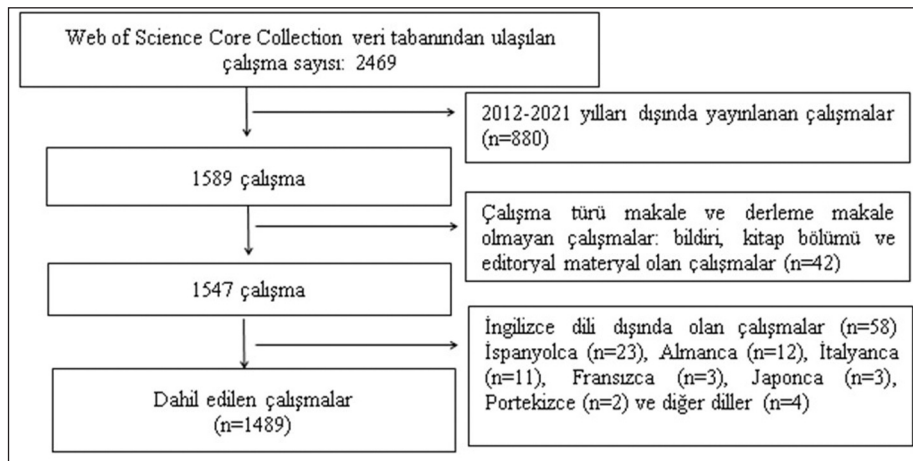 Web of Science Core Collection veri tabanından ulaşılan
çalışma sayısı: 2469
2012-2021 yılları dışında yayınlanan çalışmalar
(n=880)
1589 çalışma
Çalışma türü makale ve derleme makale
olmayan çalışmalar: bildiri, kitap bölümü ve
editoryal materyal olan çalışmalar (n=42)
1547 çalışma
İngilizce dili dışında olan çalışmalar (n=58)
İspanyolca (n=23), Almanca (n=12), İtalyanca
(n=11), Fransızca (n=3), Japonca (n=3),
Portekizce (n=2) ve diğer diller (n=4)
Dahil edilen çalışmalar
(n=1489)